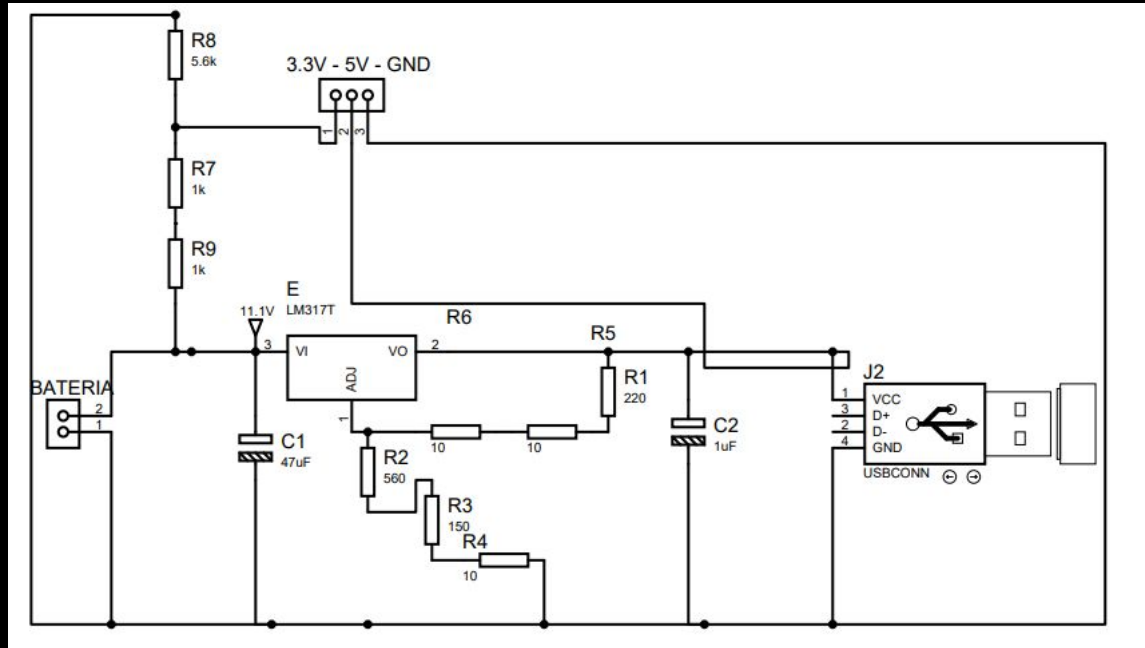 R8
5.6k
3.3V - 5V - GND
1
2
3
R7
1k
R9
1k
E
LM317T
11.1V
R6
R5
3
VI
VO
2
ADJ
1
R1
220
BATERIA
2
1
C1
47uF
10
10
R2
560
R3
150
R4
10
C2
1uF
J2
1
VCC
3
D+
2
D-
4
GND
USBCONN